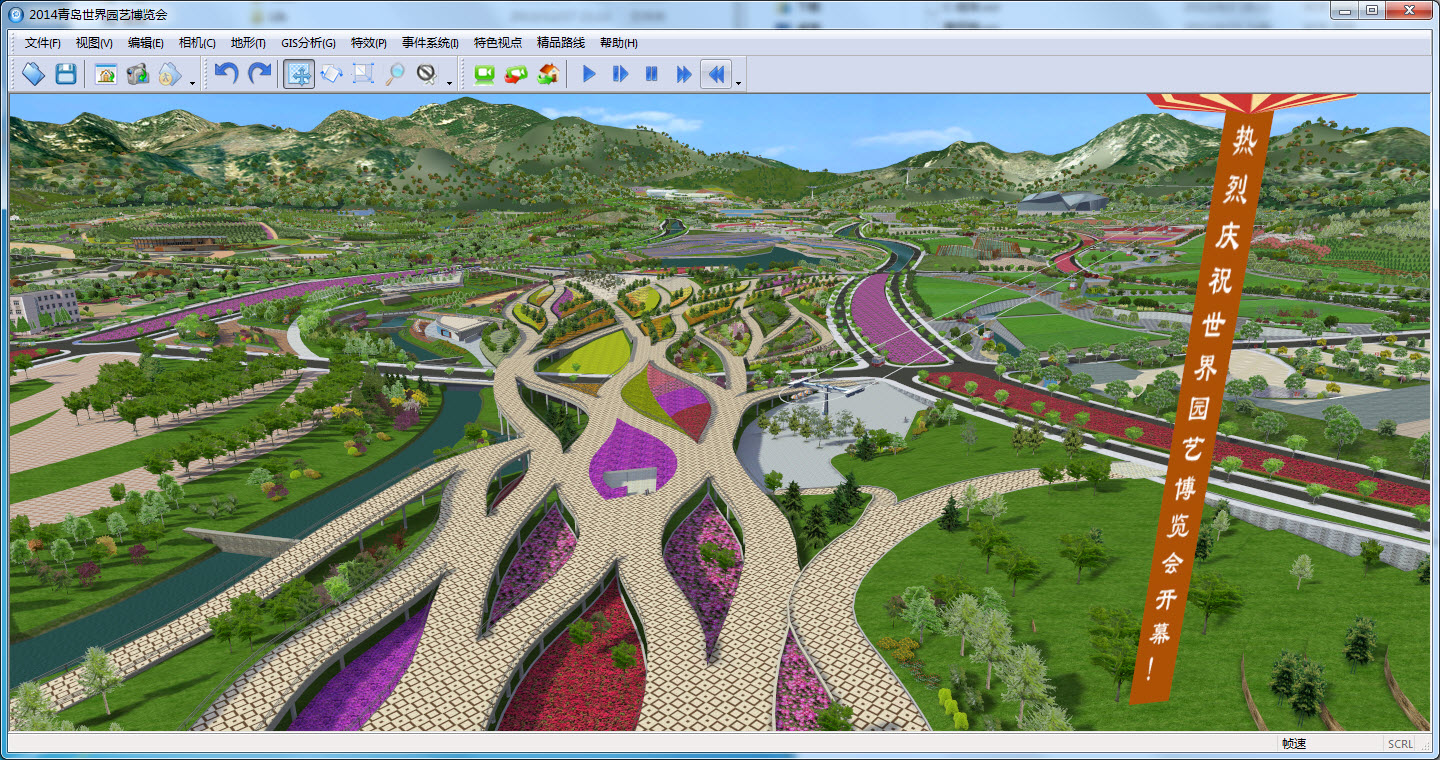 2014青岛世界园艺博览会
文件(F) 视图(V) 编辑(E) 相机(C) 地形(T) GIS分析(G) 特效(P) 事件系统(I) 特色视点 精品路线 帮助(H)
热烈庆祝世界园艺博览会开幕!
帧速 SCRL